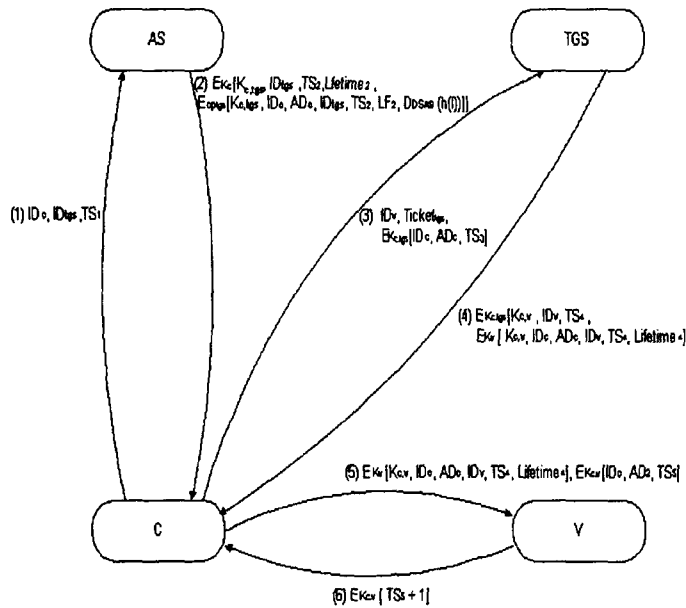 AS
TGS
(2) EKc[Kc,tgs, IDtgs, TS2, Lifetime2,
[Kc,tgs, IDc, ADc, IDtgs, TS2, LF2, DDSAS (h(I))]]
(1) IDc, IDtgs, TS1
(3) IDv, Tickettgs,
EKc,tgs[IDc, ADc, TS3]
(4) EKc,tgs[Kc,v, IDv, TS4,
EKv[Kc,v, IDc, ADc, IDv, TS4, Lifetime4]
(5) EKv[Kc,v, IDc, ADc, IDv, TS4, Lifetime4], EKc,v[IDc, ADc, TS5]
C
V
(6) EKc,v[TS5+1]